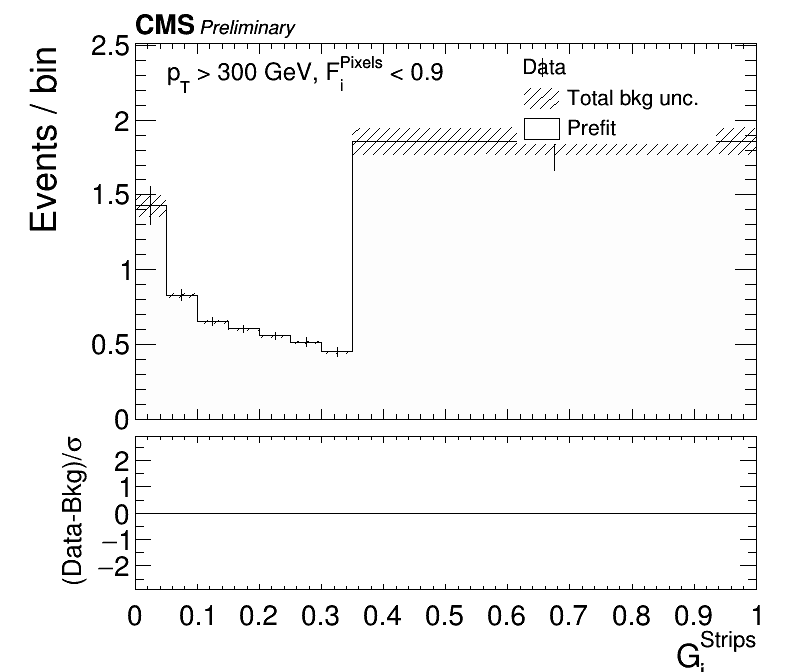 CMS Preliminary
2.5
2
1.5
1
0.5
0
Events / bin
p_T > 300 GeV, F_i^Pixels < 0.9
Data
Total bkg unc.
Prefit
2
1
0
−1
−2
(Data-Bkg)/σ
0 0.1 0.2 0.3 0.4 0.5 0.6 0.7 0.8 0.9 1
G_i^Strips